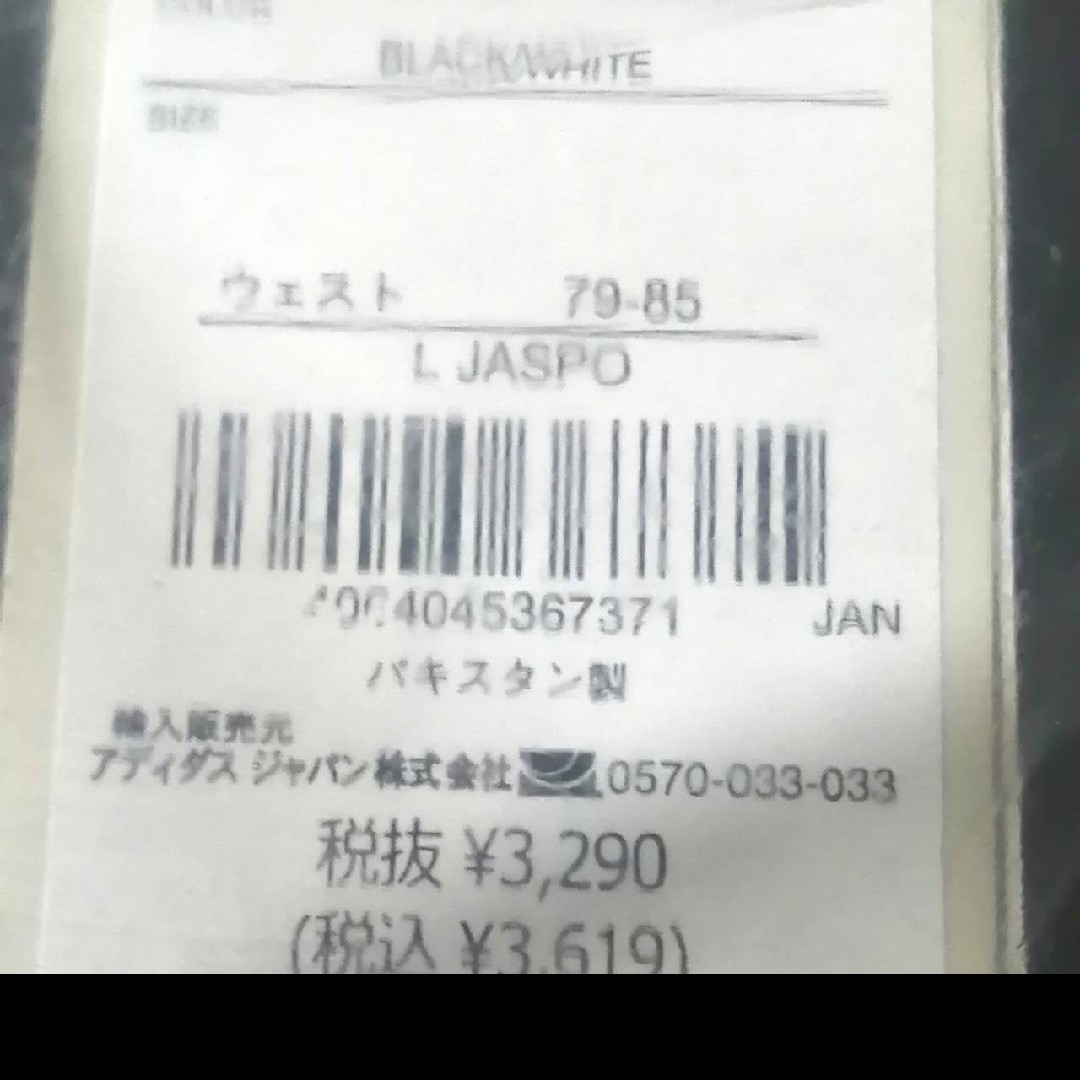 BLACK/WHITE
SIZE
ウェスト 79-85
L JASPO
JAN
パキスタン製
輸入販売元
アディダス ジャパン株式会社 0570-033-033
税抜 ¥3,290
(税込 ¥3,619)